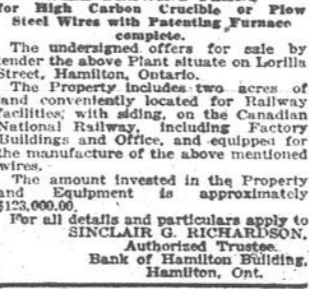 for High Carbon Crucible or Plow
Steel Wires with Patenting Furnace
complete.
The undersigned offers for sale by
tender the above Plant situate on Lorilla
Street, Hamilton, Ontario.
The Property includes two acres of
land conveniently located for Railway
facilities, with siding, on the Canadian
National Railway, including Factory
Buildings and Office, and equipped for
the manufacture of the above mentioned
wires.
The amount invested in the Property
and Equipment is approximately
$123,000.00.
For all details and particulars apply to
SINCLAIR G. RICHARDSON,
Authorized Trustee.
Bank of Hamilton Building,
Hamilton, Ont.